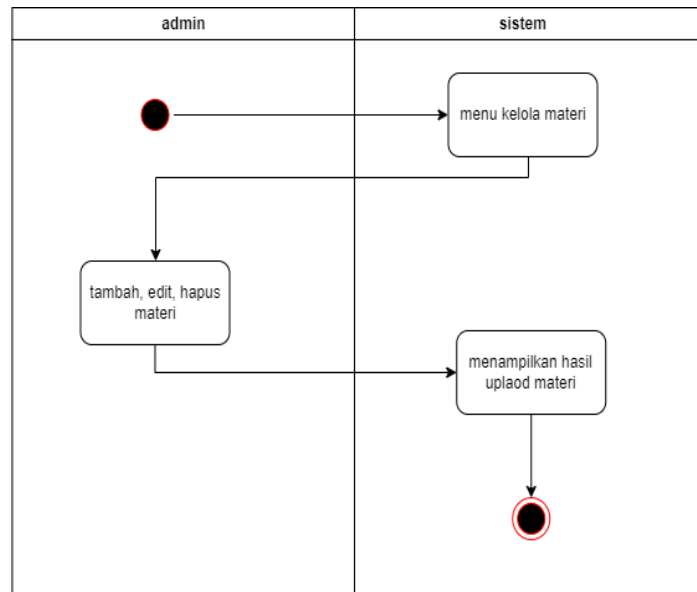 admin
sistem
menu kelola materi
tambah, edit, hapus
materi
menampilkan hasil
uplaod materi